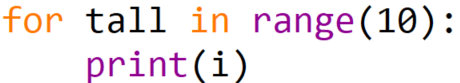 for tall in range(10):
    print(i)